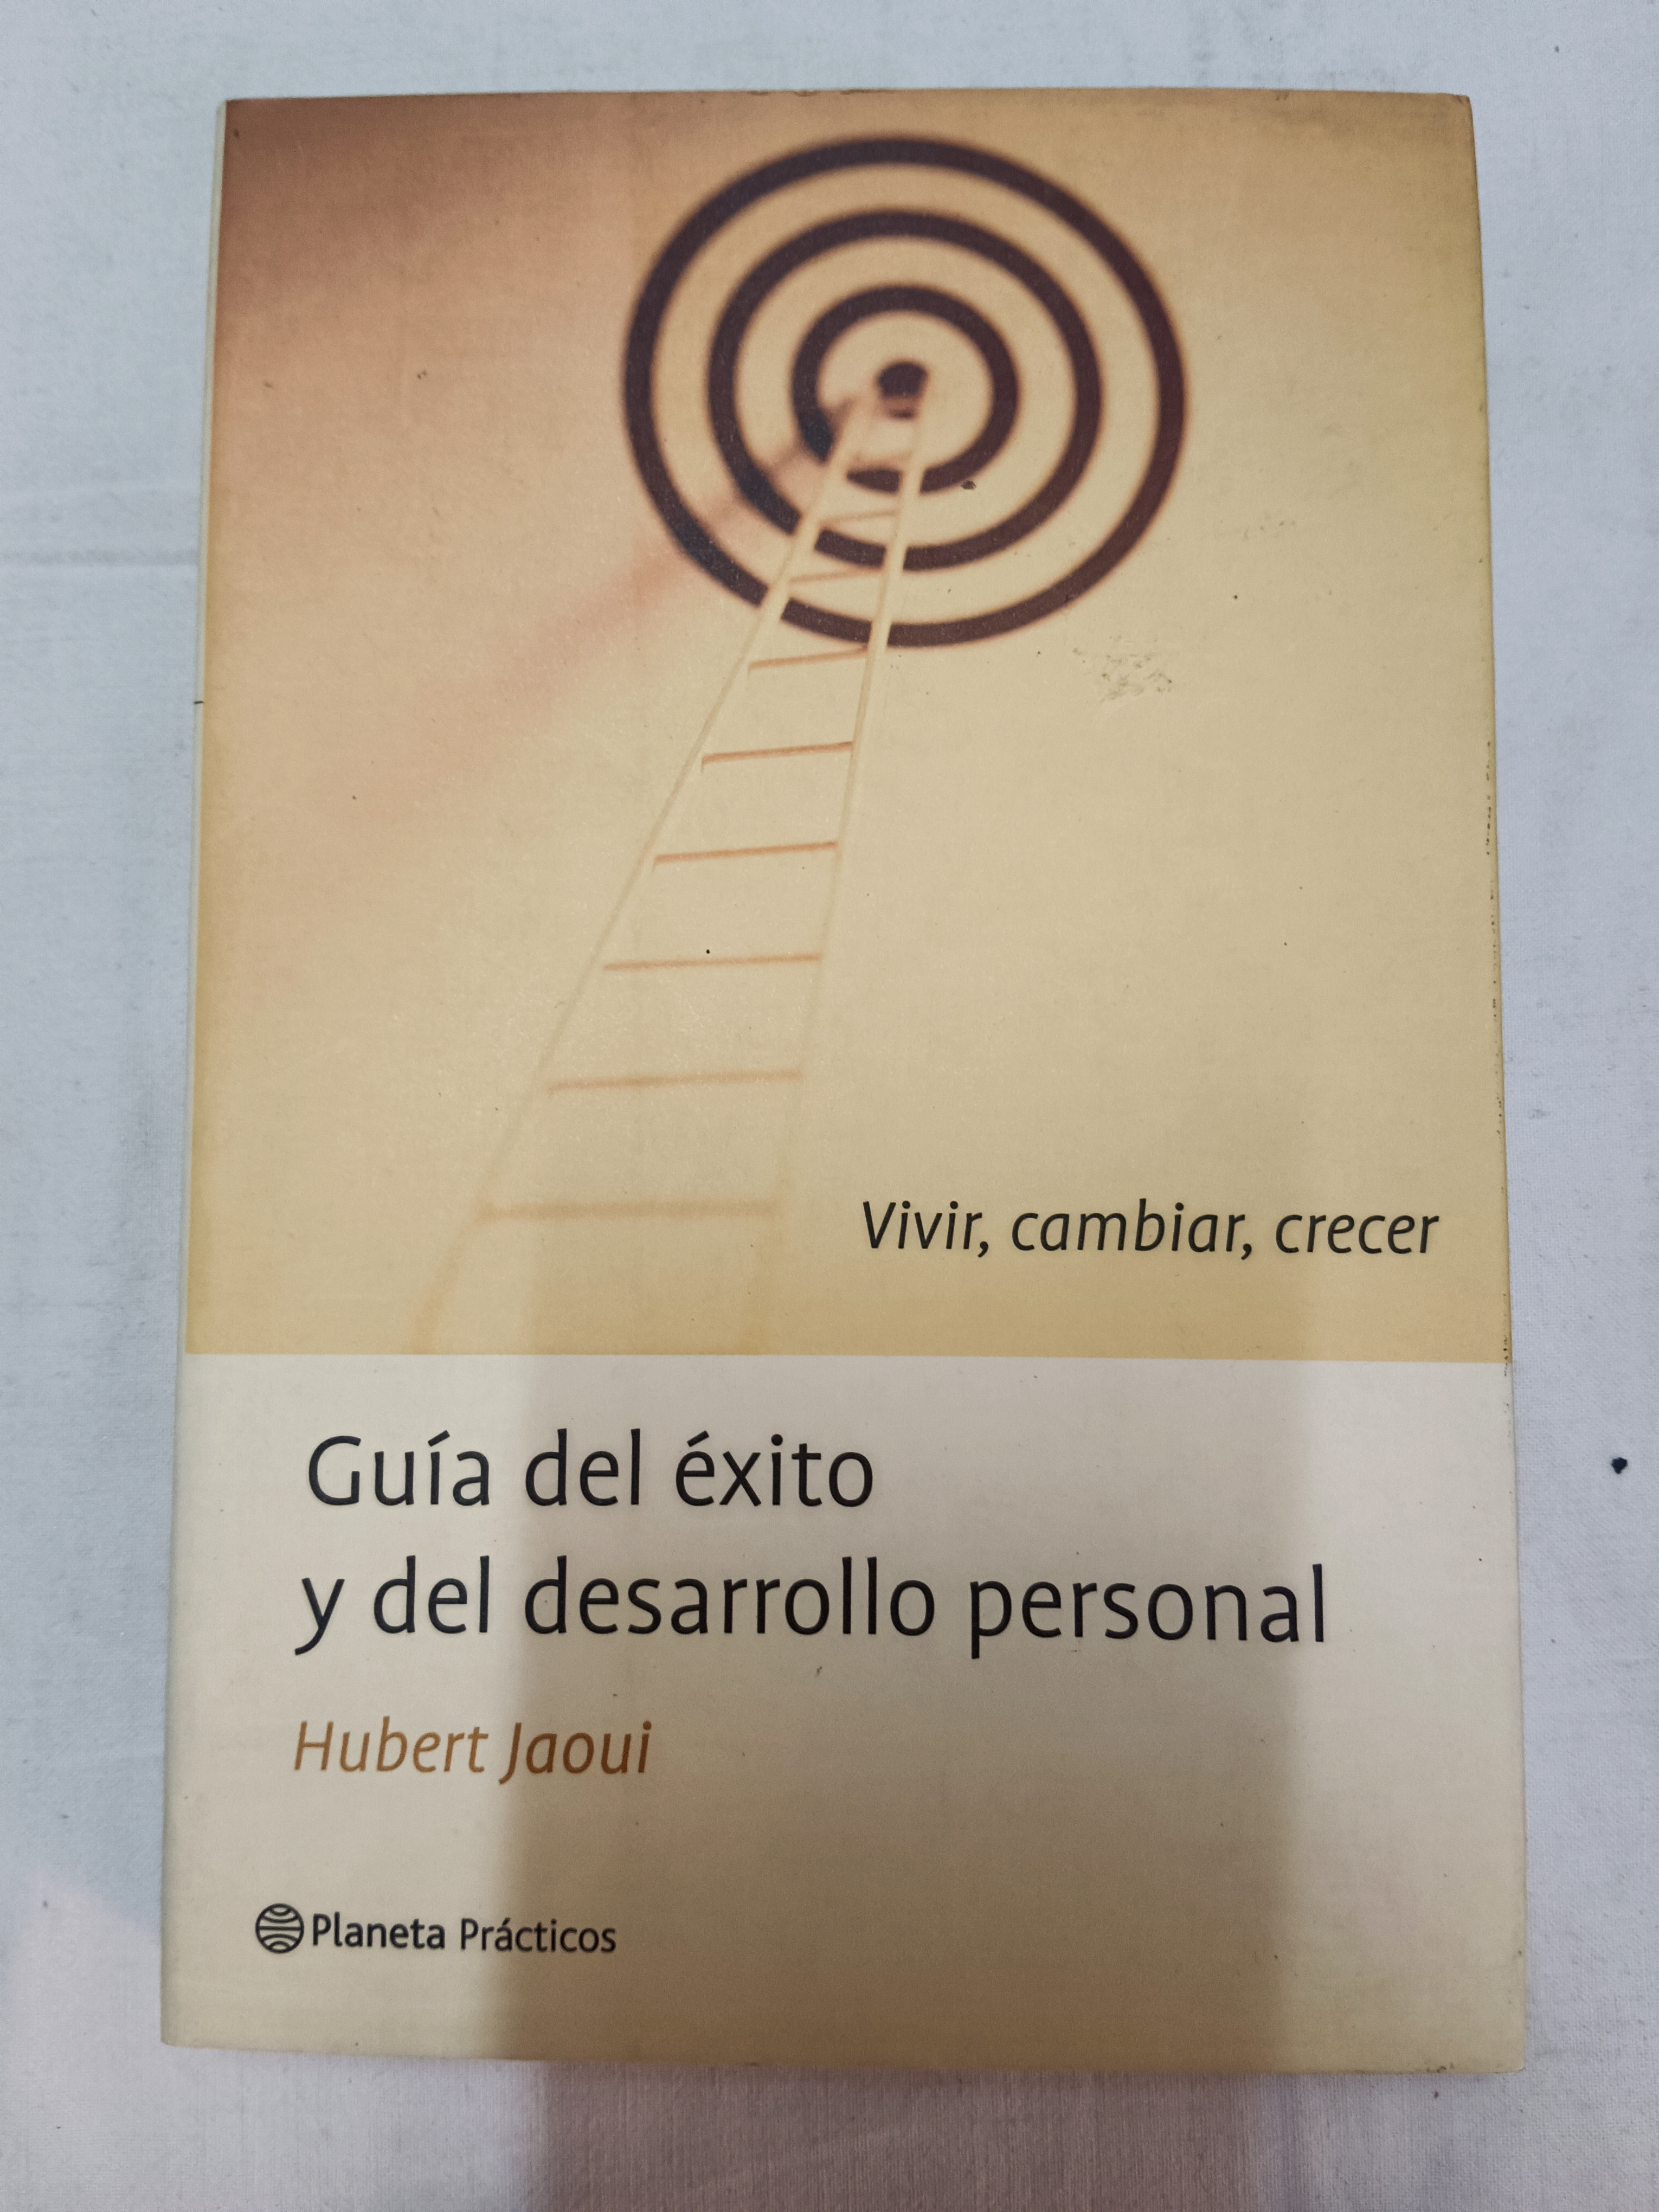 Vivir, cambiar, crecer
Guía del éxito
y del desarrollo personal
Hubert Jaoui
Planeta Prácticos